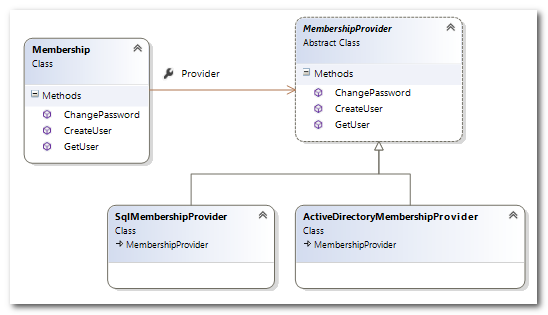 Membership
Class
Methods
ChangePassword
CreateUser
GetUser
Provider
MembershipProvider
Abstract Class
Methods
ChangePassword
CreateUser
GetUser
SqlMembershipProvider
Class
MembershipProvider
ActiveDirectoryMembershipProvider
Class
MembershipProvider